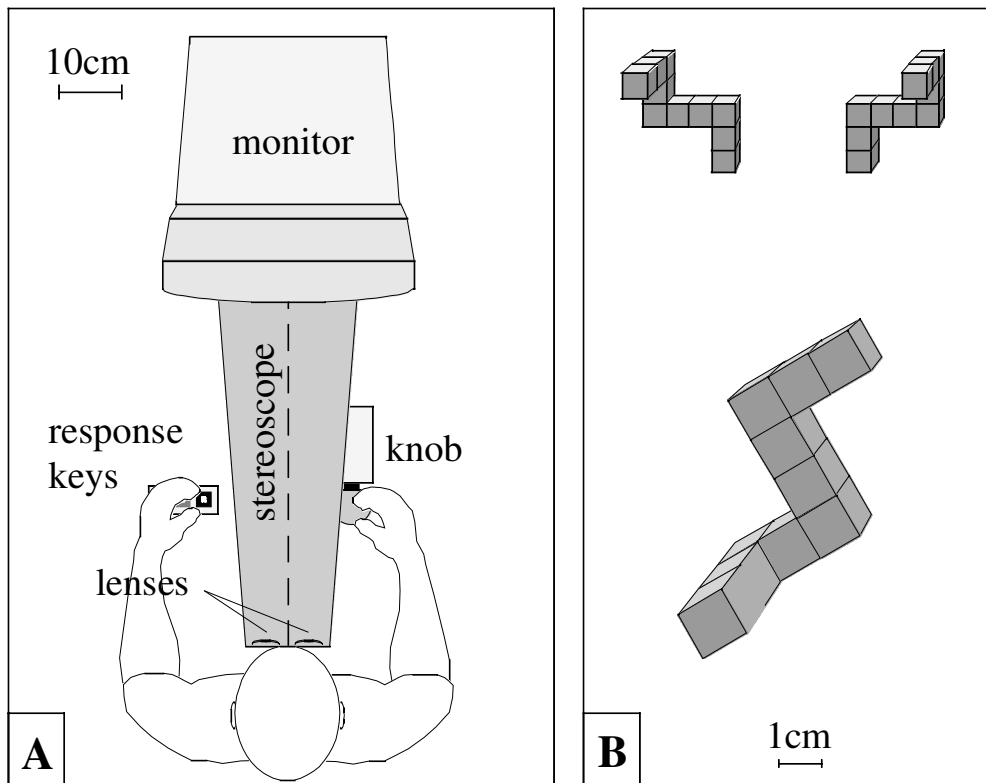 10cm
monitor
stereoscope
response
keys
knob
lenses
A
B
1cm